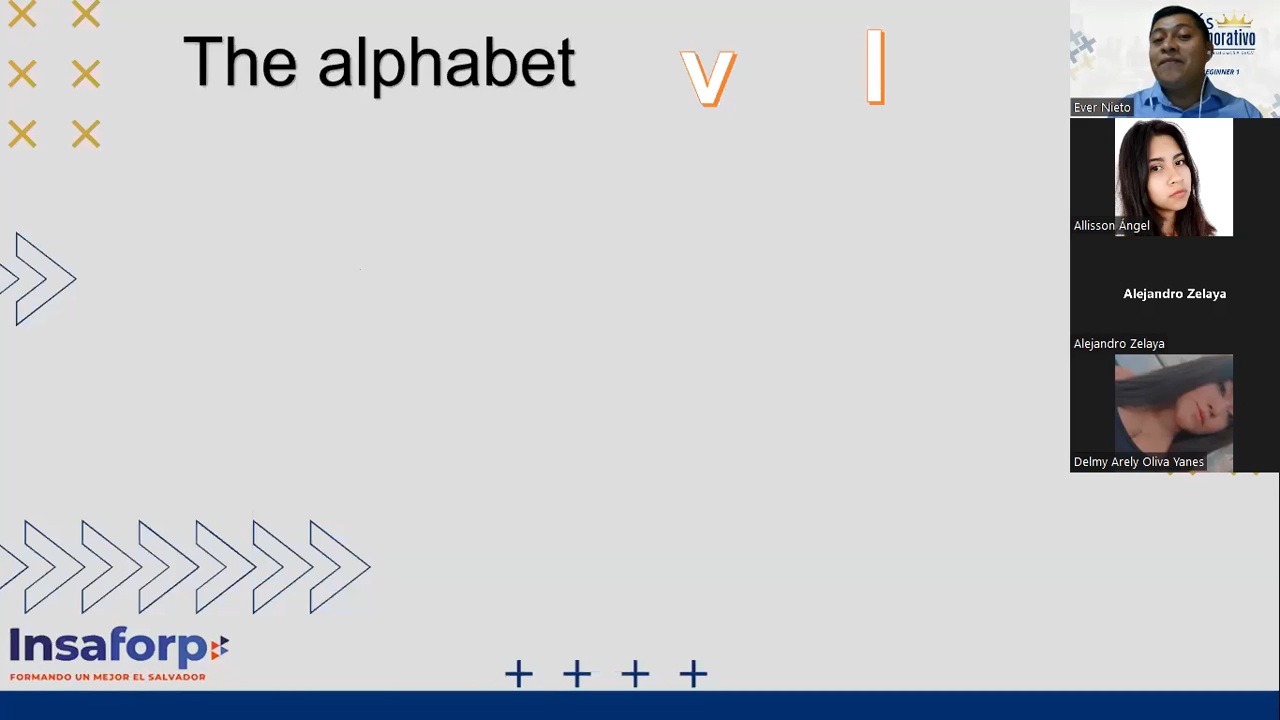 The alphabet v l
Insaforp
FORMANDO UN MEJOR EL SALVADOR
Ever Nieto
Allisson Ángel
Alejandro Zelaya
Alejandro Zelaya
Delmy Arely Oliva Yanes